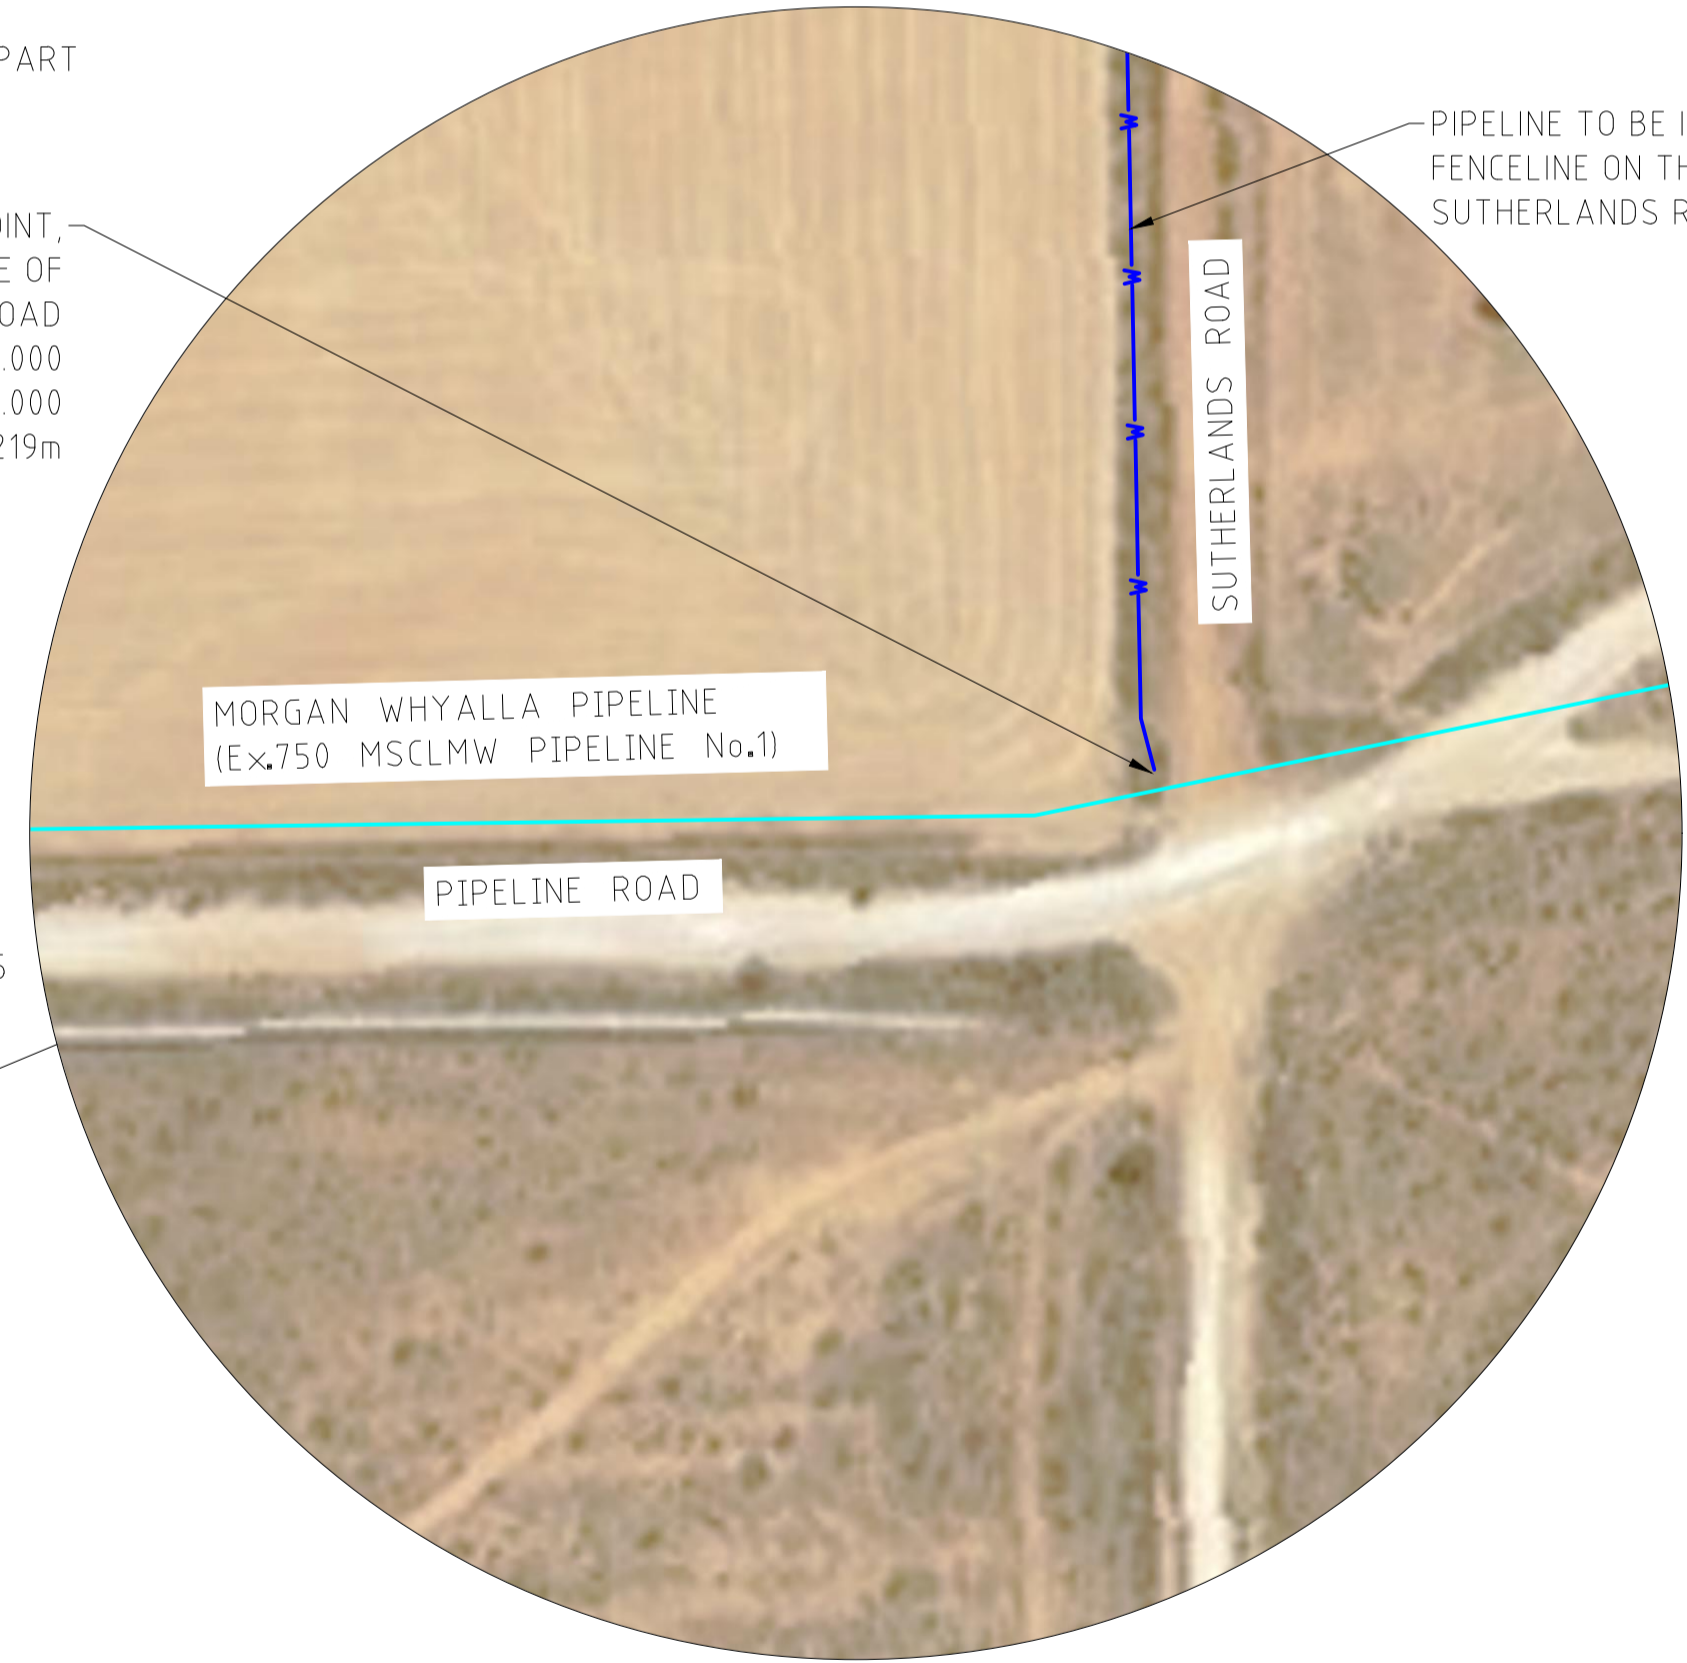 PART
OINT,
E OF
OAD
.000
.000
219m
PIPELINE TO BE I
FENCELINE ON TH
SUTHERLANDS R
W
W
W
W
SUTHERLANDS ROAD
MORGAN WHYALLA PIPELINE
(Ex.750 MSCLMW PIPELINE No.1)
PIPELINE ROAD